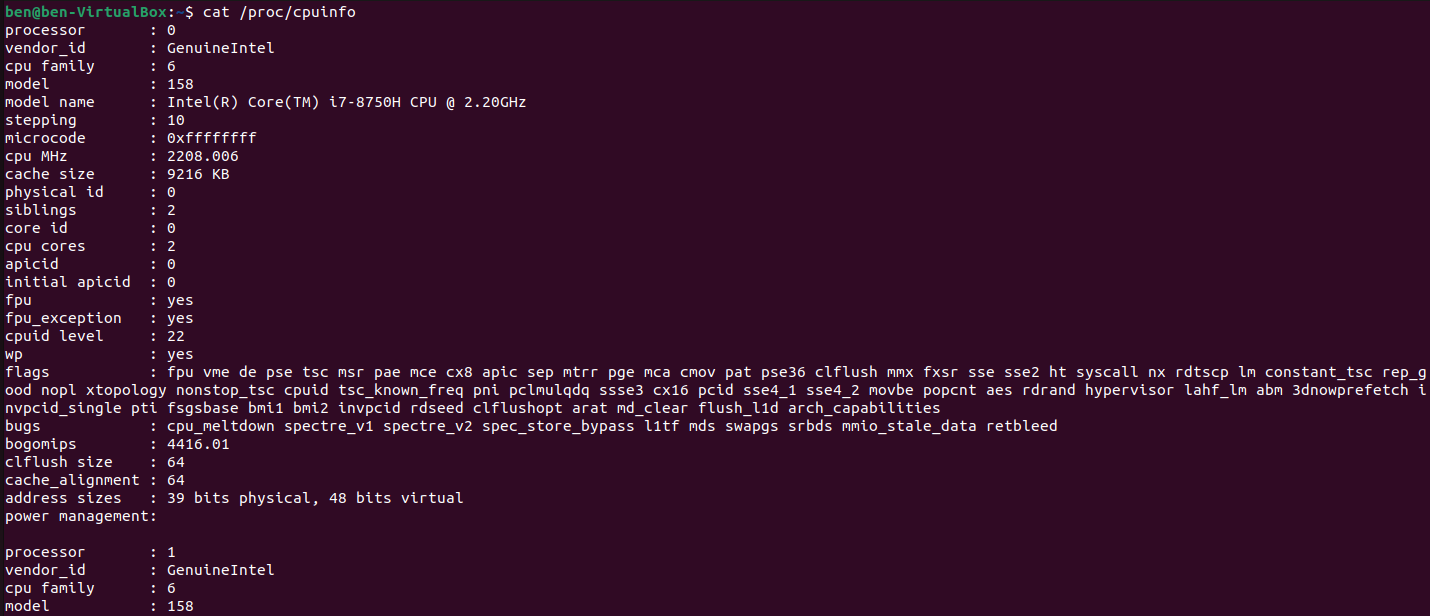 ben@ben-VirtualBox:~$ cat /proc/cpuinfo
processor       : 0
vendor_id       : GenuineIntel
cpu family      : 6
model           : 158
model name      : Intel(R) Core(TM) i7-8750H CPU @ 2.20GHz
stepping        : 10
microcode       : 0xffffffff
cpu MHz         : 2208.006
cache size      : 9216 KB
physical id     : 0
siblings        : 2
core id         : 0
cpu cores       : 2
apicid          : 0
initial apicid  : 0
fpu             : yes
fpu_exception   : yes
cpuid level     : 22
wp              : yes
flags           : fpu vme de pse tsc msr pae mce cx8 apic sep mtrr pge mca cmov pat pse36 clflush mmx fxsr sse sse2 ht syscall nx rdtscp lm constant_tsc rep_g
ood nopl xtopology nonstop_tsc cpuid tsc_known_freq pni pclmulqdq ssse3 cx16 pcid sse4_1 sse4_2 movbe popcnt aes rdrand hypervisor lahf_lm abm 3dnowprefetch i
nvpcid_single pti fsgsbase bmi1 bmi2 invpcid rdseed clflushopt arat md_clear flush_l1d arch_capabilities
bugs            : cpu_meltdown spectre_v1 spectre_v2 spec_store_bypass l1tf mds swapgs srbds mmio_stale_data retbleed
bogomips        : 4416.01
clflush size    : 64
cache_alignment : 64
address sizes   : 39 bits physical, 48 bits virtual
power management:

processor       : 1
vendor_id       : GenuineIntel
cpu family      : 6
model           : 158